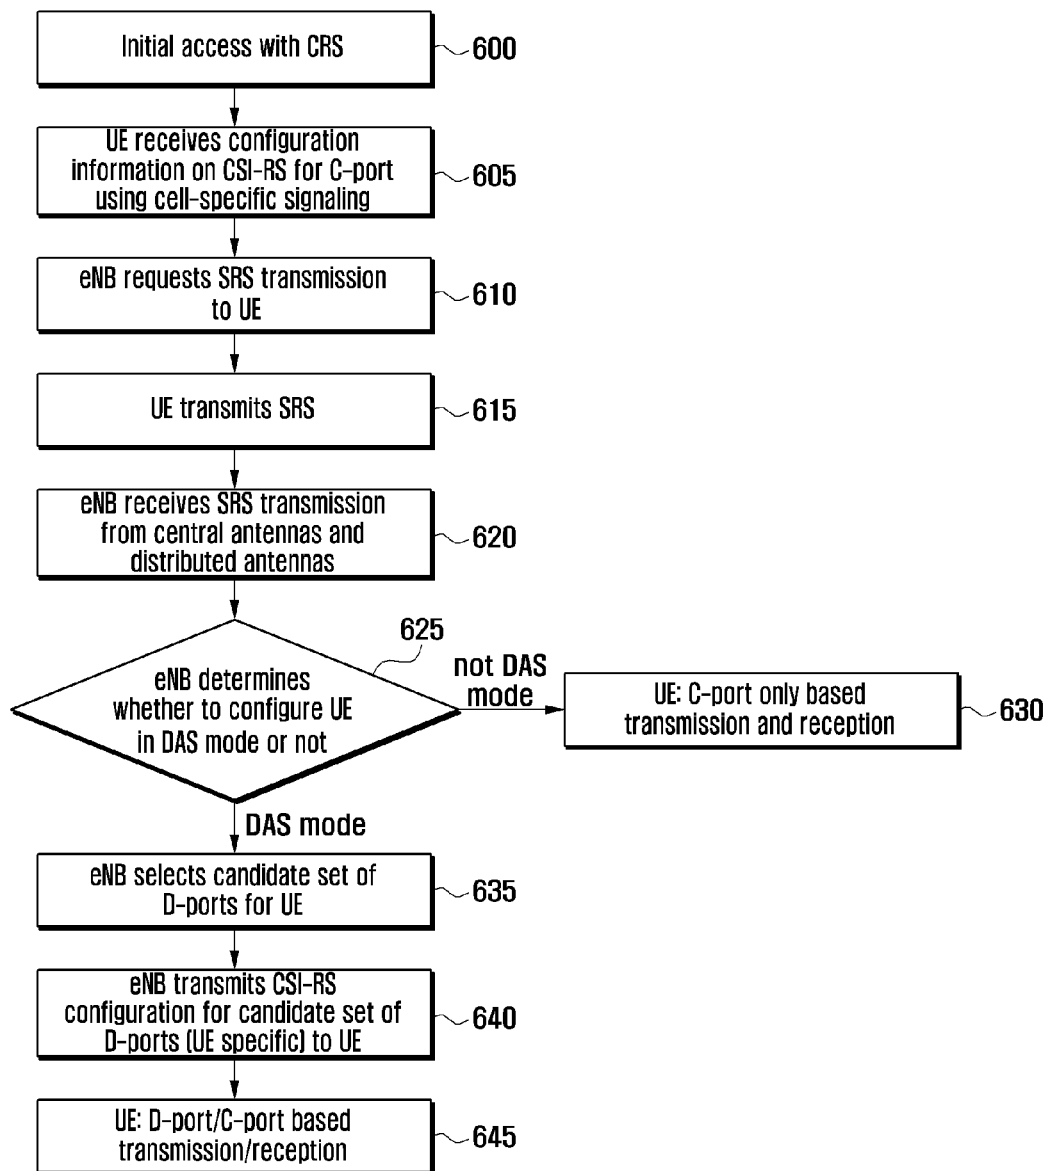 Initial access with CRS
600
UE receives configuration
information on CSI-RS for C-port
using cell-specific signaling
605
eNB requests SRS transmission
to UE
610
UE transmits SRS
615
eNB receives SRS transmission
from central antennas and
distributed antennas
620
625
eNB determines
whether to configure UE
in DAS mode or not
not DAS
mode
UE: C-port only based
transmission and reception
630
DAS mode
eNB selects candidate set of
D-ports for UE
635
eNB transmits CSI-RS
configuration for candidate set of
D-ports (UE specific) to UE
640
UE: D-port/C-port based
transmission/reception
645